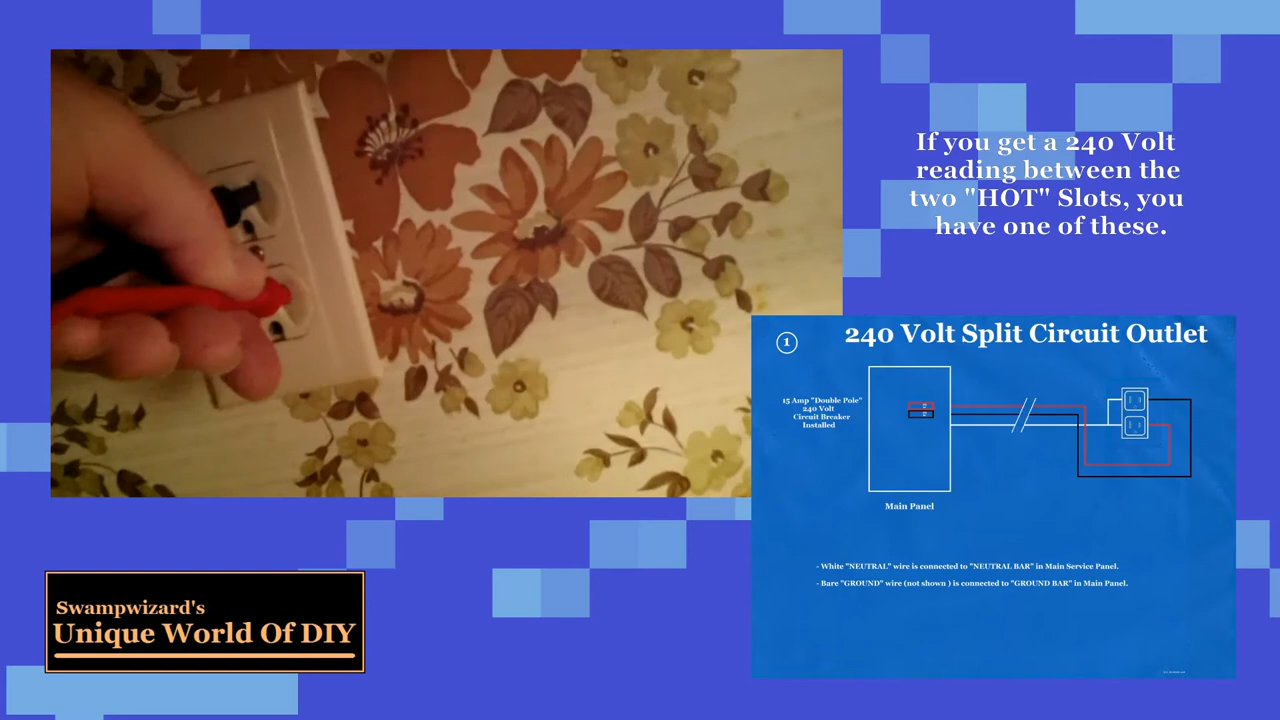 If you get a 240 Volt
reading between the
two "HOT" Slots, you
have one of these.
1
240 Volt Split Circuit Outlet
15 Amp "Double Pole"
240 Volt
Circuit Breaker
Installed
Main Panel
- White "NEUTRAL" wire is connected to "NEUTRAL BAR" in Main Service Panel.
- Bare "GROUND" wire (not shown ) is connected to "GROUND BAR" in Main Panel.
Swampwizard's
Unique World Of DIY